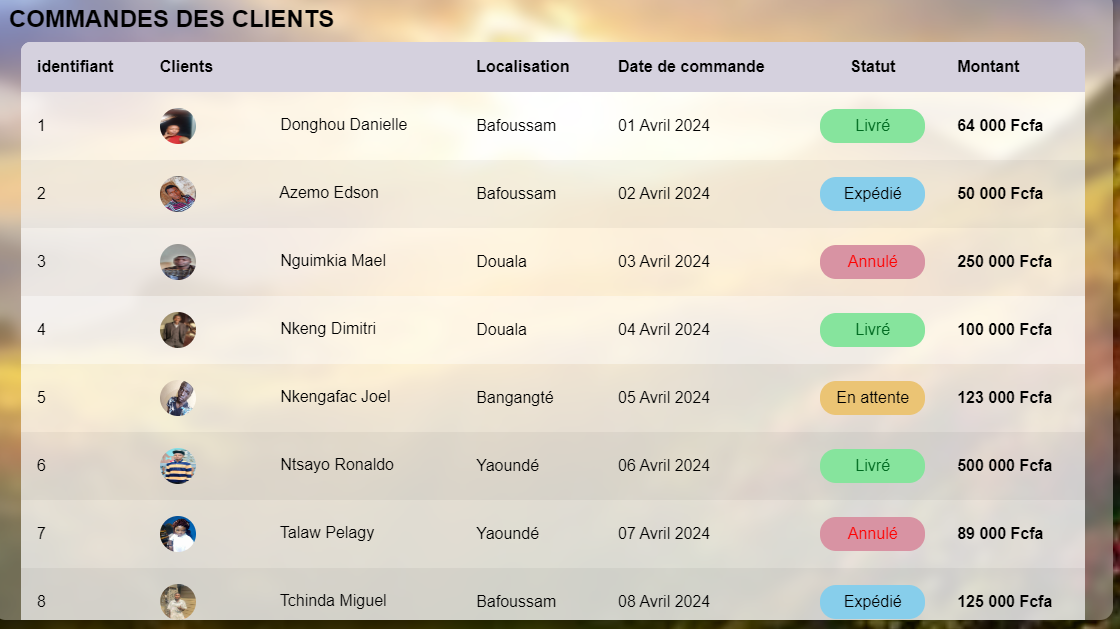 COMMANDES DES CLIENTS
identifiant Clients Localisation Date de commande Statut Montant
1 Donghou Danielle Bafoussam 01 Avril 2024 Livré 64 000 Fcfa
2 Azemo Edson Bafoussam 02 Avril 2024 Expédié 50 000 Fcfa
3 Nguimkia Mael Douala 03 Avril 2024 Annulé 250 000 Fcfa
4 Nkeng Dimitri Douala 04 Avril 2024 Livré 100 000 Fcfa
5 Nkengafac Joel Bangangté 05 Avril 2024 En attente 123 000 Fcfa
6 Ntsayo Ronaldo Yaoundé 06 Avril 2024 Livré 500 000 Fcfa
7 Talaw Pelagy Yaoundé 07 Avril 2024 Annulé 89 000 Fcfa
8 Tchinda Miguel Bafoussam 08 Avril 2024 Expédié 125 000 Fcfa